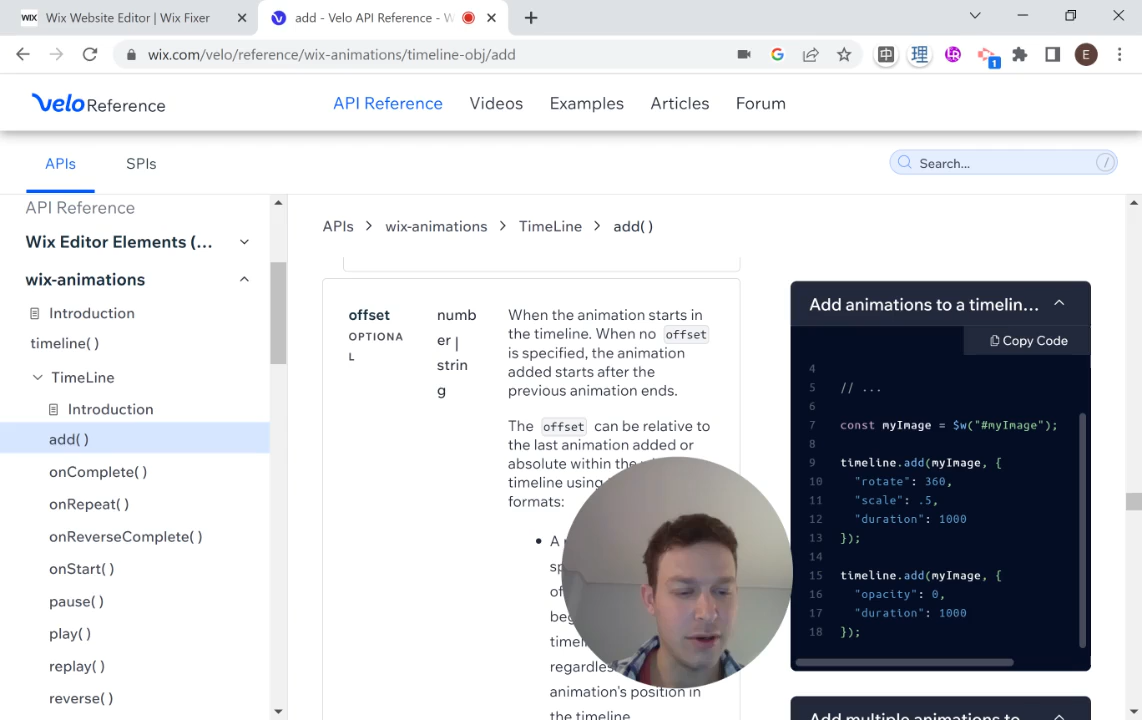 WIX Wix Website Editor | Wix Fixer
add - Velo API Reference - W
wix.com/velo/reference/wix-animations/timeline-obj/add
中
理
1
E
velo Reference
API Reference
Videos
Examples
Articles
Forum
APIs
SPIs
Search...
/
API Reference
Wix Editor Elements (...
wix-animations
Introduction
timeline( )
TimeLine
Introduction
add( )
onComplete( )
onRepeat( )
onReverseComplete( )
onStart( )
pause( )
play( )
replay( )
reverse( )
APIs > wix-animations > TimeLine > add( )
offset
OPTIONA
L
numb
er |
strin
g
When the animation starts in
the timeline. When no offset
is specified, the animation
added starts after the
previous animation ends.
The offset can be relative to
the last animation added or
absolute within the
timeline using
formats:
• A
timeli
regardles
animation's position in
the timeline
Add animations to a timelin...
Copy Code
4
5 // ...
6
7 const myImage = $w("#myImage");
8
9 timeline.add(myImage, {
10 "rotate": 360,
11 "scale": .5,
12 "duration": 1000
13 });
14
15 timeline.add(myImage, {
16 "opacity": 0,
17 "duration": 1000
18 });
Add multiple animations to